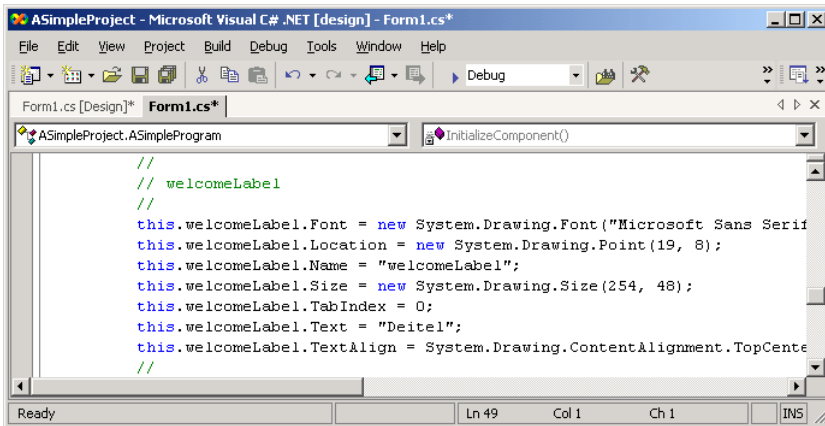 ASimpleProject - Microsoft Visual C# .NET [design] - Form1.cs*
File Edit View Project Build Debug Tools Window Help
Debug
Form1.cs [Design]* Form1.cs*
ASimpleProject.ASimpleProgram InitializeComponent()
//
// welcomeLabel
//
this.welcomeLabel.Font = new System.Drawing.Font("Microsoft Sans Serif
this.welcomeLabel.Location = new System.Drawing.Point(19, 8);
this.welcomeLabel.Name = "welcomeLabel";
this.welcomeLabel.Size = new System.Drawing.Size(254, 48);
this.welcomeLabel.TabIndex = 0;
this.welcomeLabel.Text = "Deitel";
this.welcomeLabel.TextAlign = System.Drawing.ContentAlignment.TopCente
//
Ready Ln 49 Col 1 Ch 1 INS